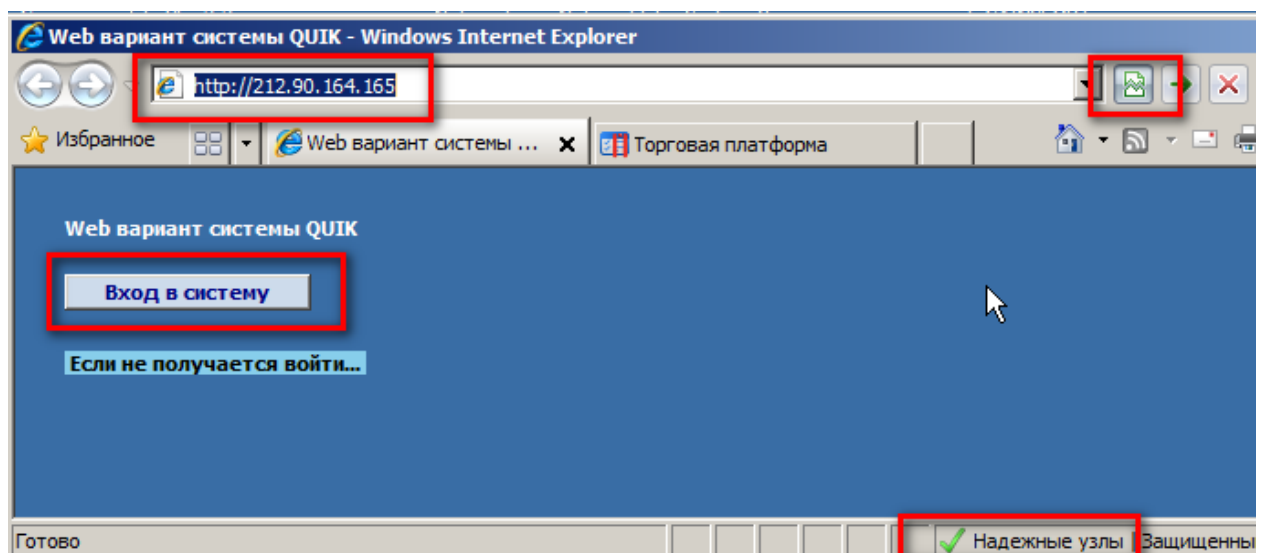 Web вариант системы QUIK - Windows Internet Explorer
http://212.90.164.165
Избранное
Web вариант системы ...
Торговая платформа
Web вариант системы QUIK
Вход в систему
Если не получается войти...
Готово
Надежные узлы